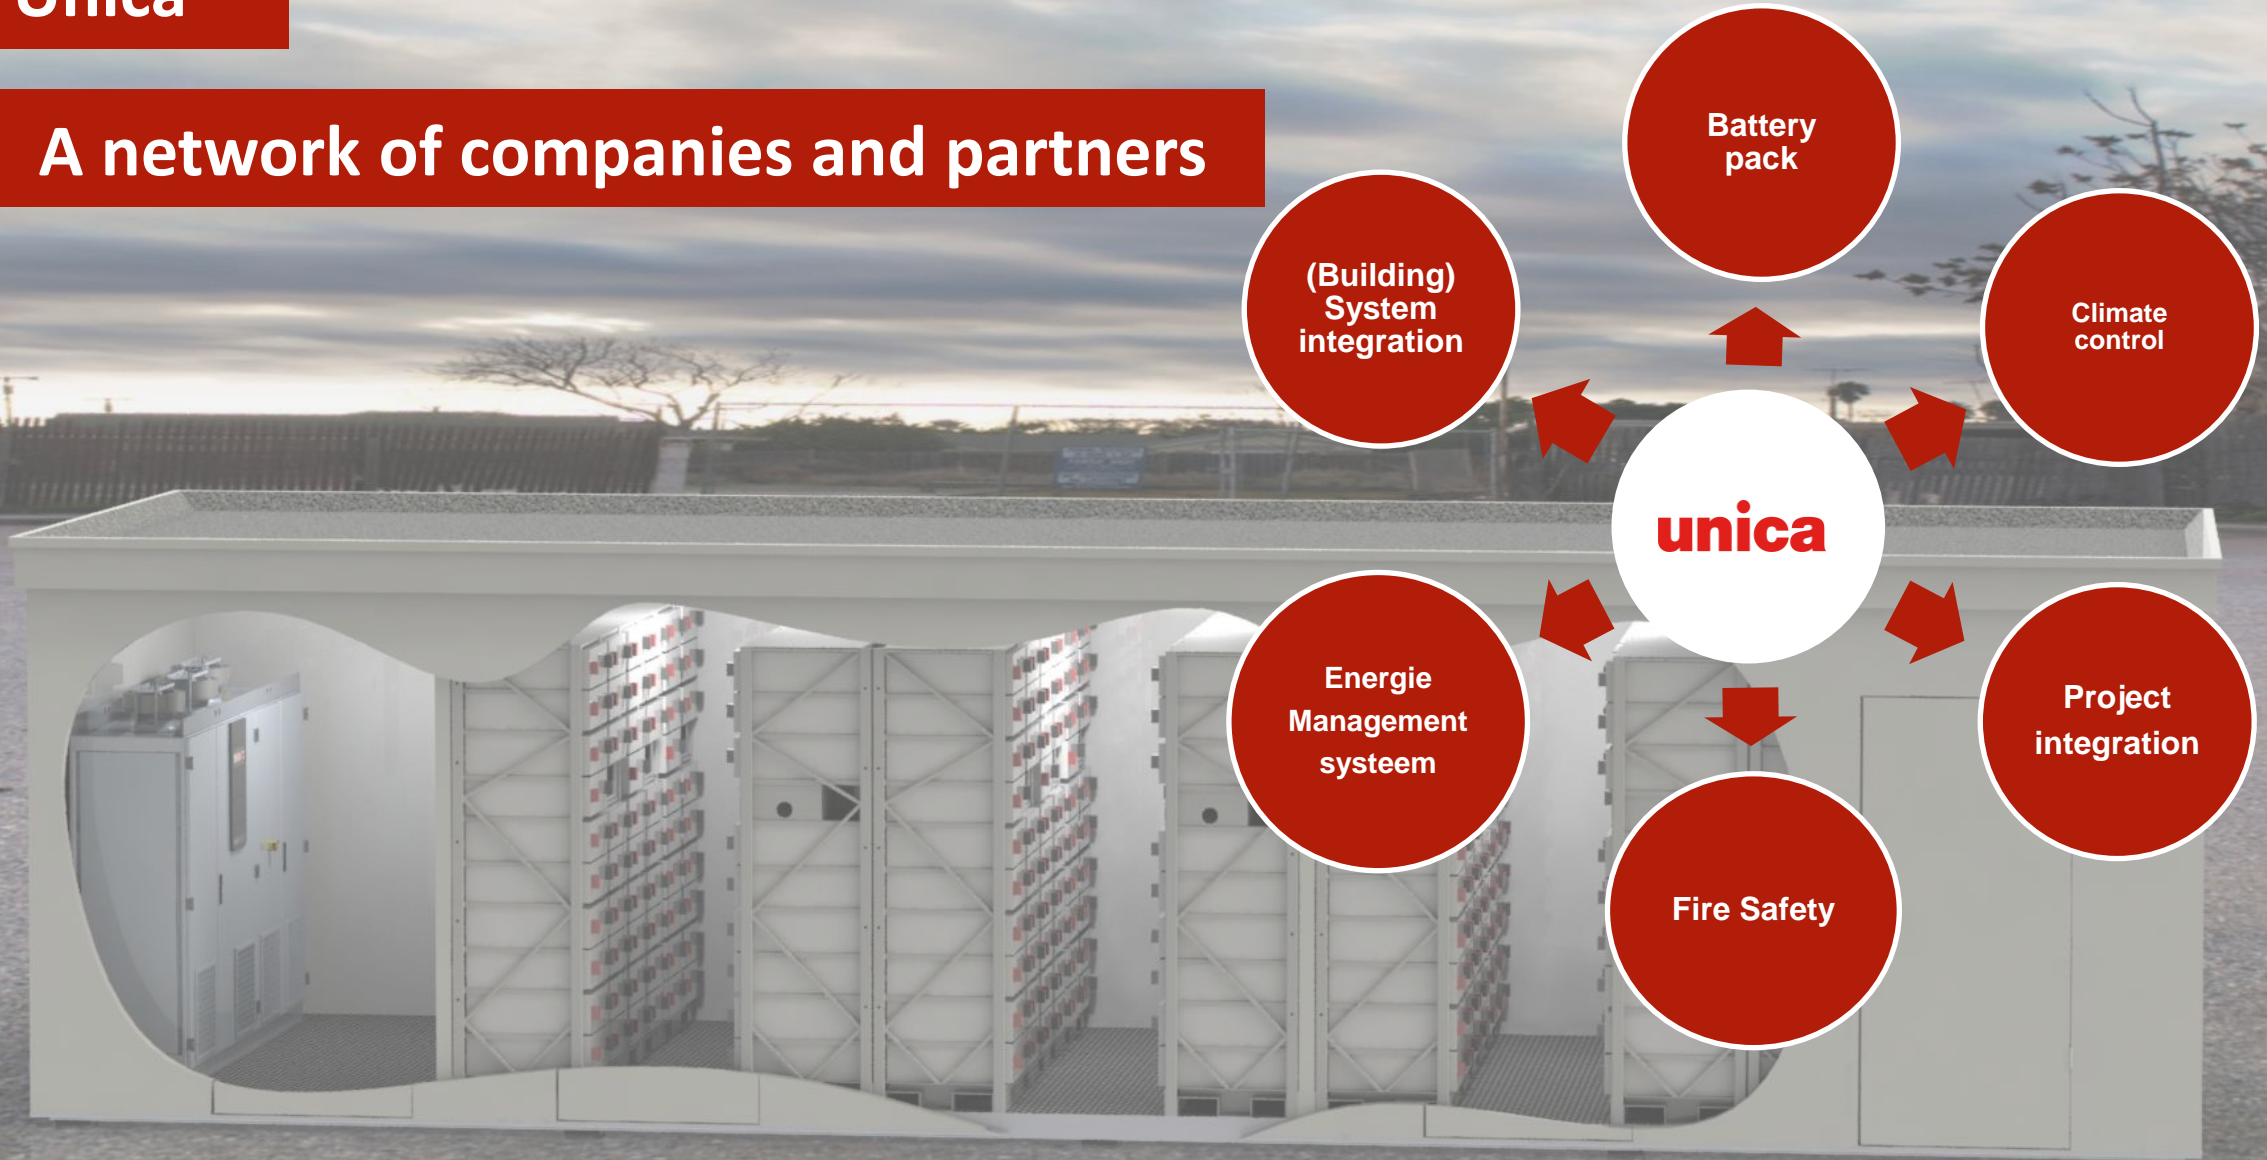 Unica
A network of companies and partners
Battery
pack
(Building)
System
integration
Climate
control
unica
Energie
Management
systeem
Project
integration
Fire Safety